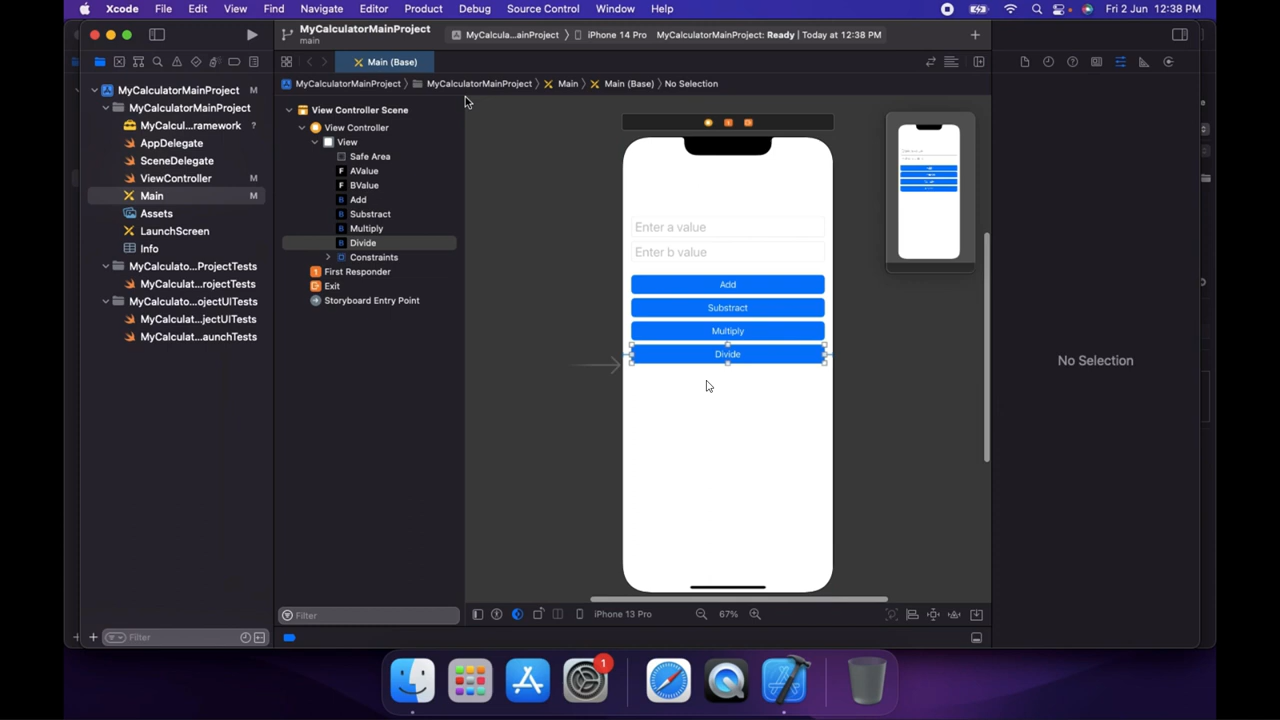 Xcode File Edit View Find Navigate Editor Product Debug Source Control Window Help Fri 2 Jun 12:38 PM
MyCalculatorMainProject
main
MyCalcula...ainProject iPhone 14 Pro MyCalculatorMainProject: Ready | Today at 12:38 PM
Main (Base)
MyCalculatorMainProject MyCalculatorMainProject Main Main (Base) No Selection
MyCalculatorMainProject M
MyCalculatorMainProject
MyCalcul...ramework ?
AppDelegate
SceneDelegate
ViewController M
Main M
Assets
LaunchScreen
Info
MyCalculato...ProjectTests
MyCalculat...rojectTests
MyCalculato...ojectUITests
MyCalculat...jectUITests
MyCalculat...aunchTests
Filter
View Controller Scene
View Controller
View
Safe Area
F AValue
F BValue
B Add
B Substract
B Multiply
B Divide
Constraints
First Responder
Exit
Storyboard Entry Point
Filter
Enter a value
Enter b value
Add
Substract
Multiply
Divide
iPhone 13 Pro 67%
No Selection
1